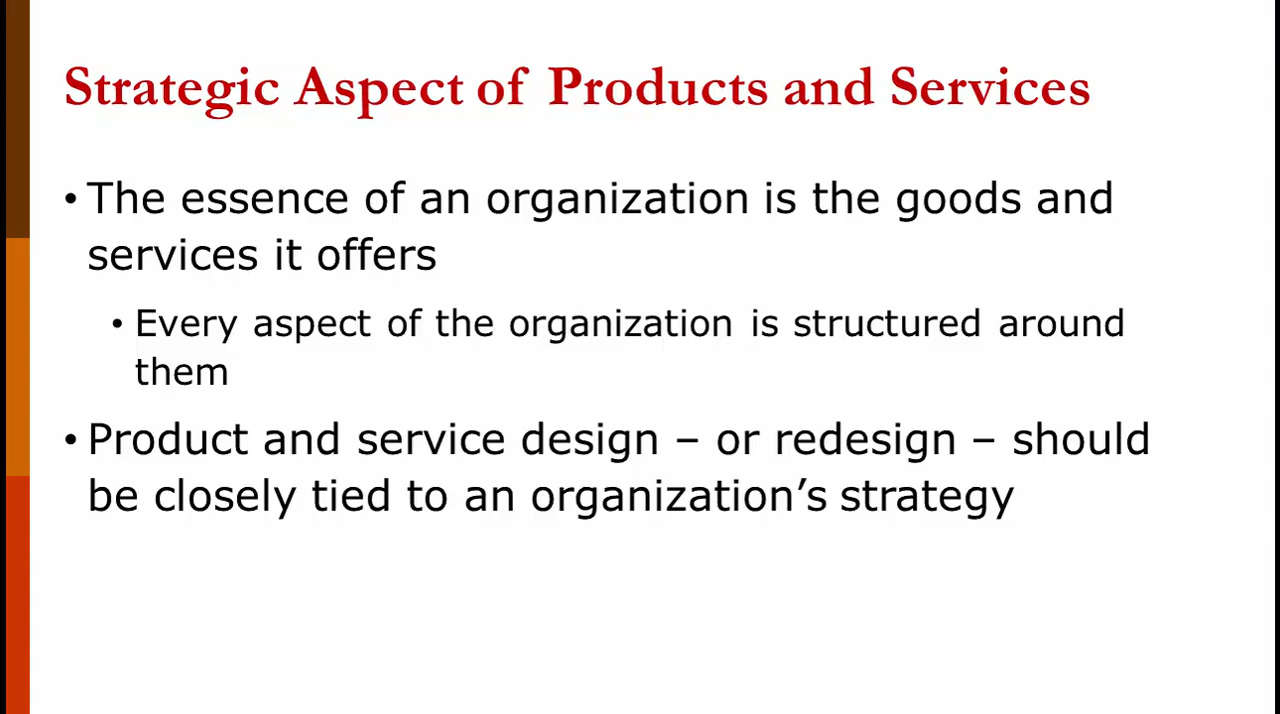 Strategic Aspect of Products and Services
• The essence of an organization is the goods and
services it offers
• Every aspect of the organization is structured around
them
• Product and service design – or redesign – should
be closely tied to an organization’s strategy